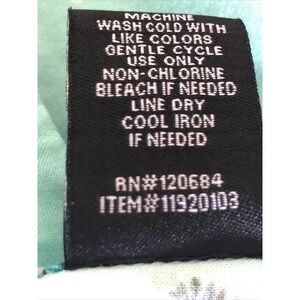 MACHINE
WASH COLD WITH
LIKE COLORS
GENTLE CYCLE
USE ONLY
NON-CHLORINE
BLEACH IF NEEDED
LINE DRY
COOL IRON
IF NEEDED
RN#120684
ITEM#11920103